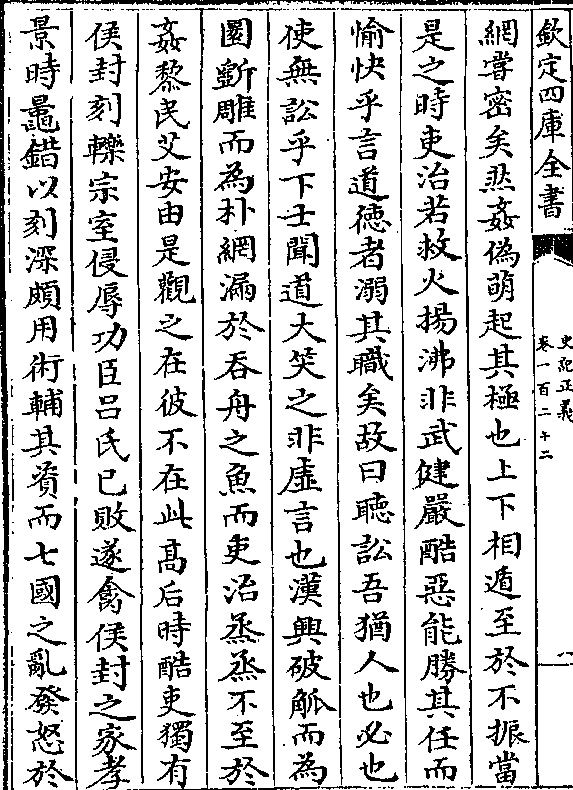 欽定四庫全書
史記正義
卷一百二十二
八
網嘗密矣然姦偽萌起其極也上下相遁至於不振當
是之時吏治若救火揚沸非武健嚴酷惡能勝其任而
愉快乎言道徳者溺其職矣故曰聽訟吾猶人也必也
使無訟乎下士聞道大笑之非虛言也漢興破觚而為
圜斵雕而為朴網漏於吞舟之魚而吏治烝烝不至於
姦黎民艾安由是觀之在彼不在此高后時酷吏獨有
侯封刻轢宗室侵辱功臣吕氏已敗遂禽侯封之家孝
景時鼂錯以刻深頗用術輔其資而七國之亂發怒於